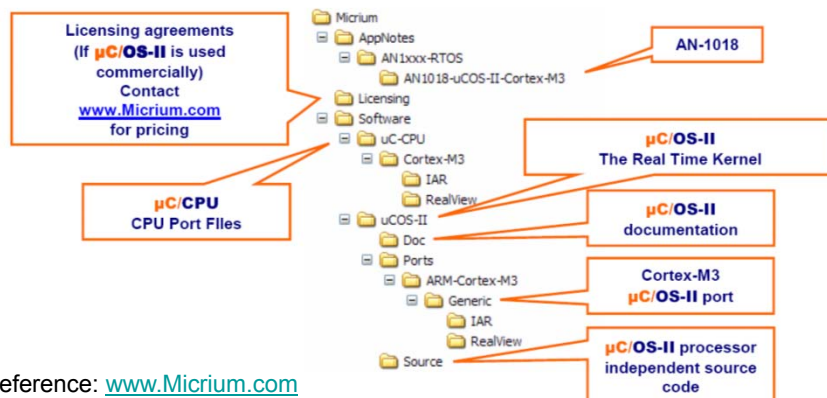 Licensing agreements
(If µC/OS-II is used
commercially)
Contact
www.Micrium.com
for pricing
Micrium
AppNotes
AN1xxx-RTOS
AN1018-uCOS-II-Cortex-M3
Licensing
Software
uC-CPU
Cortex-M3
IAR
RealView
uCOS-II
Doc
Ports
ARM-Cortex-M3
Generic
IAR
RealView
Source
AN-1018
µC/OS-II
The Real Time Kernel
µC/CPU
CPU Port FIles
µC/OS-II
documentation
Cortex-M3
µC/OS-II port
µC/OS-II processor
independent source
code
eference: www.Micrium.com